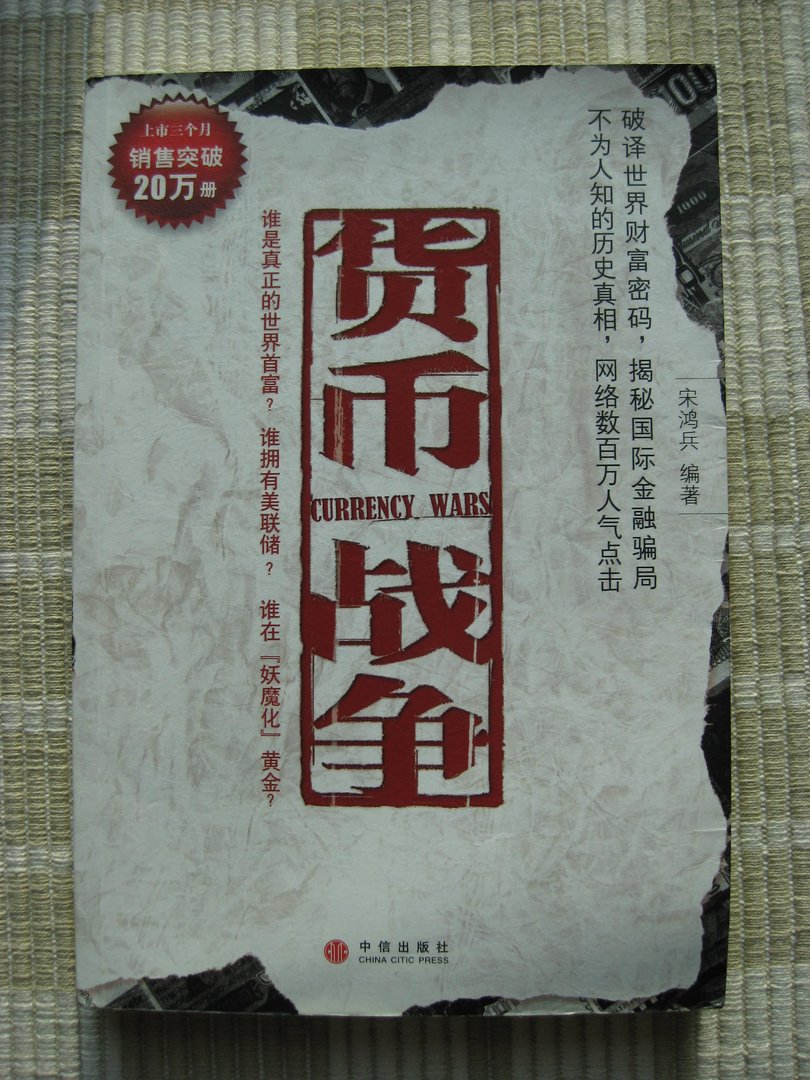 上市三个月
销售突破
20万册
破译世界财富密码，揭秘国际金融骗局
不为人知的历史真相，网络数百万人气点击
宋鸿兵 编著
货币
CURRENCY WARS
战争
谁是真正的世界首富？ 谁拥有美联储？ 谁在『妖魔化』黄金？
中信出版社
CHINA CITIC PRESS
100
1000